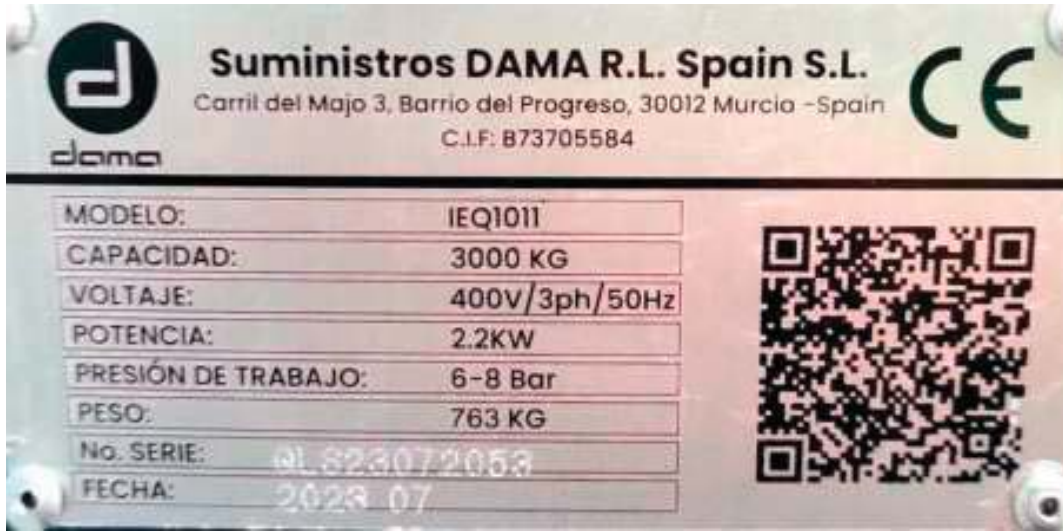 d
dama
Suministros DAMA R.L. Spain S.L.
Carril del Majo 3, Barrio del Progreso, 30012 Murcia -Spain
C.I.F: B73705584
CE
MODELO: IEQ1011
CAPACIDAD: 3000 KG
VOLTAJE: 400V/3ph/50Hz
POTENCIA: 2.2KW
PRESIÓN DE TRABAJO: 6-8 Bar
PESO: 763 KG
No. SERIE: QLS23072053
FECHA: 2023 07